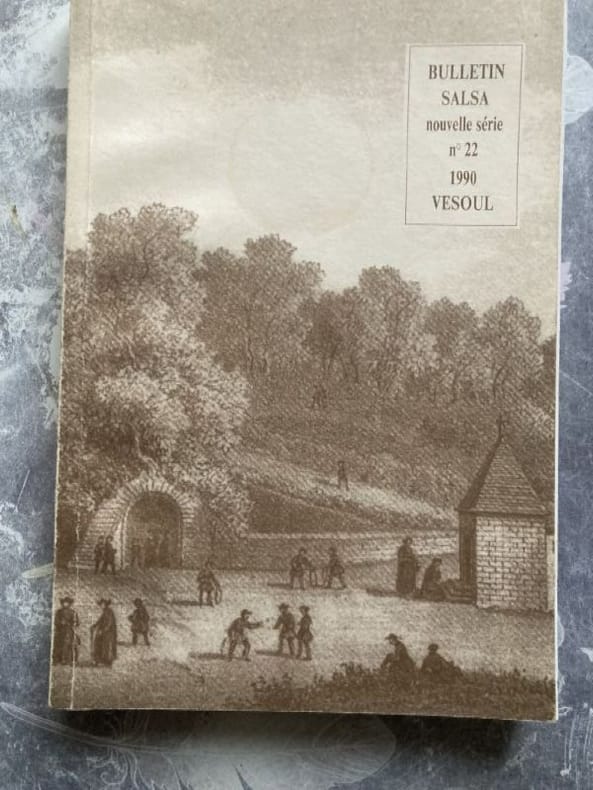 BULLETIN
SALSA
nouvelle série
n° 22
1990
VESOUL